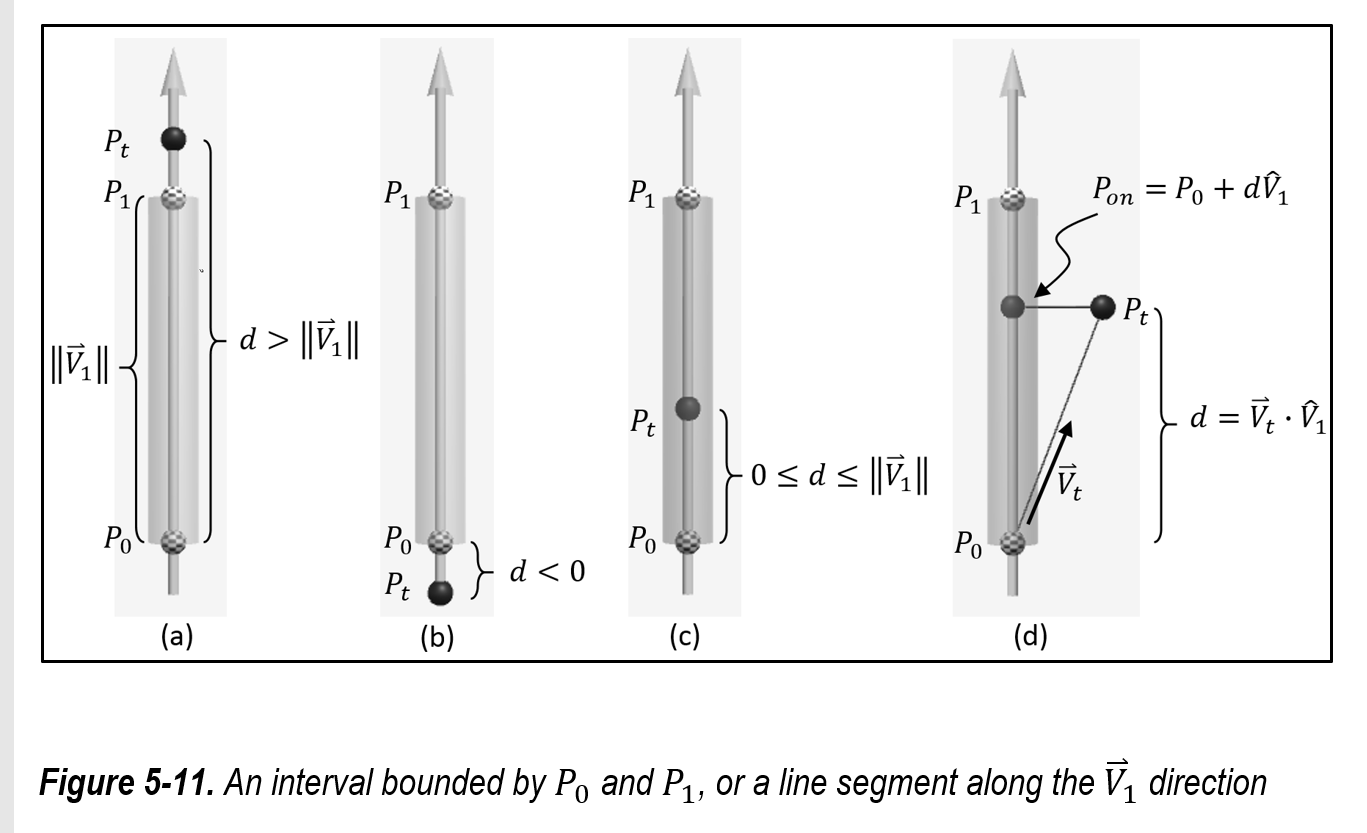 P_t
P_1
‖V⃗_1‖
d > ‖V⃗_1‖
P_0
(a)
P_1
P_0
P_t
d < 0
(b)
P_1
P_t
0 ≤ d ≤ ‖V⃗_1‖
P_0
(c)
P_1
P_on = P_0 + dV̂_1
P_t
d = V⃗_t · V̂_1
V⃗_t
P_0
(d)
Figure 5-11. An interval bounded by P_0 and P_1, or a line segment along the V⃗_1 direction